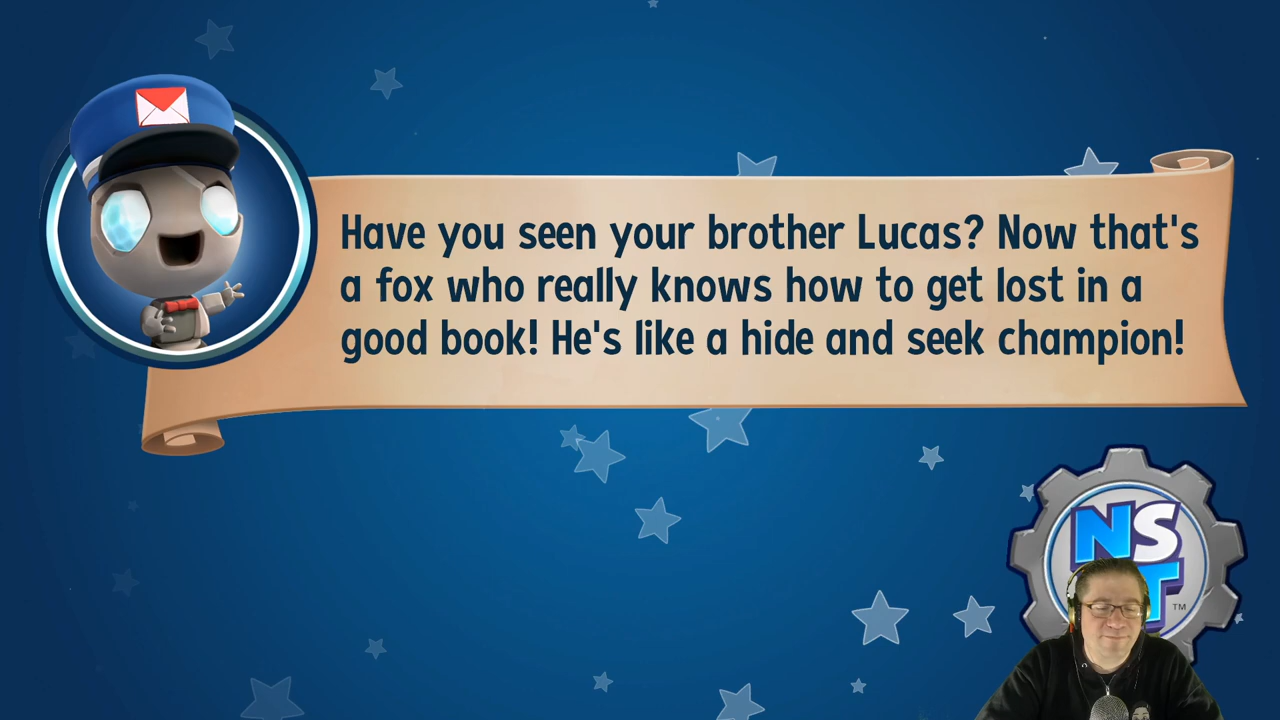 Have you seen your brother Lucas? Now that's
a fox who really knows how to get lost in a
good book! He's like a hide and seek champion!
NS
T TM